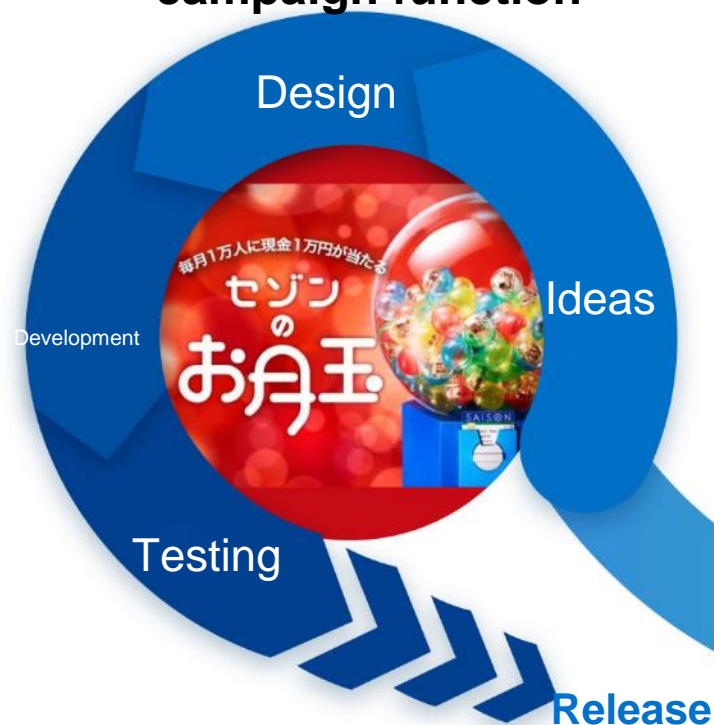 campaign function
Design
Ideas
毎月1万人に現金1万円が当たる
セゾン
の
お月玉
SAISON
Development
Testing
Release